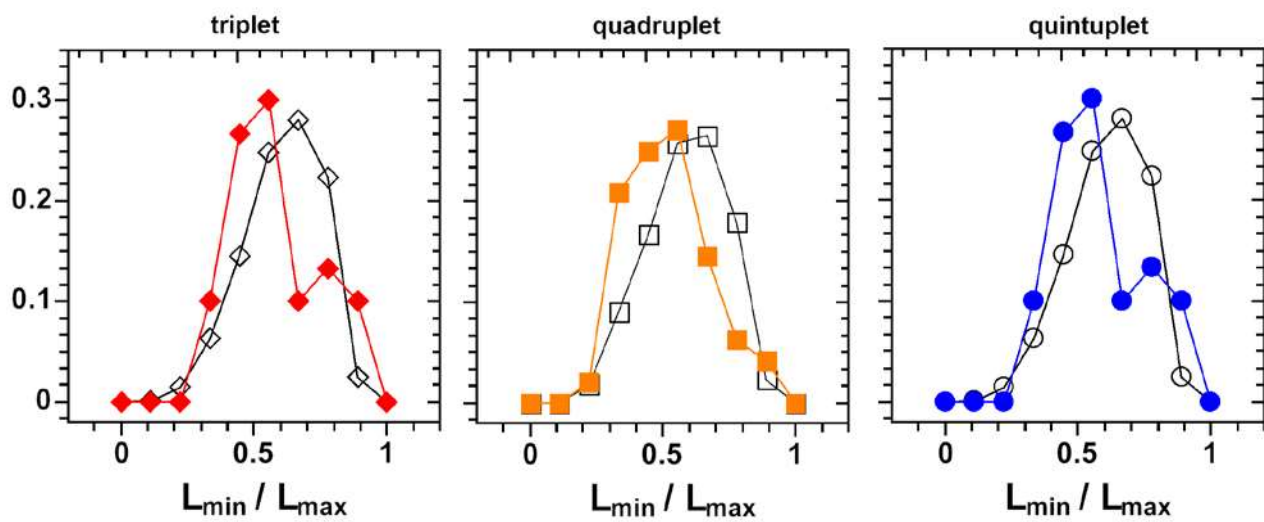 triplet quadruplet quintuplet
0.3
0.2
0.1
0
0 0.5 1 0 0.5 1 0 0.5 1
Lmin / Lmax Lmin / Lmax Lmin / Lmax